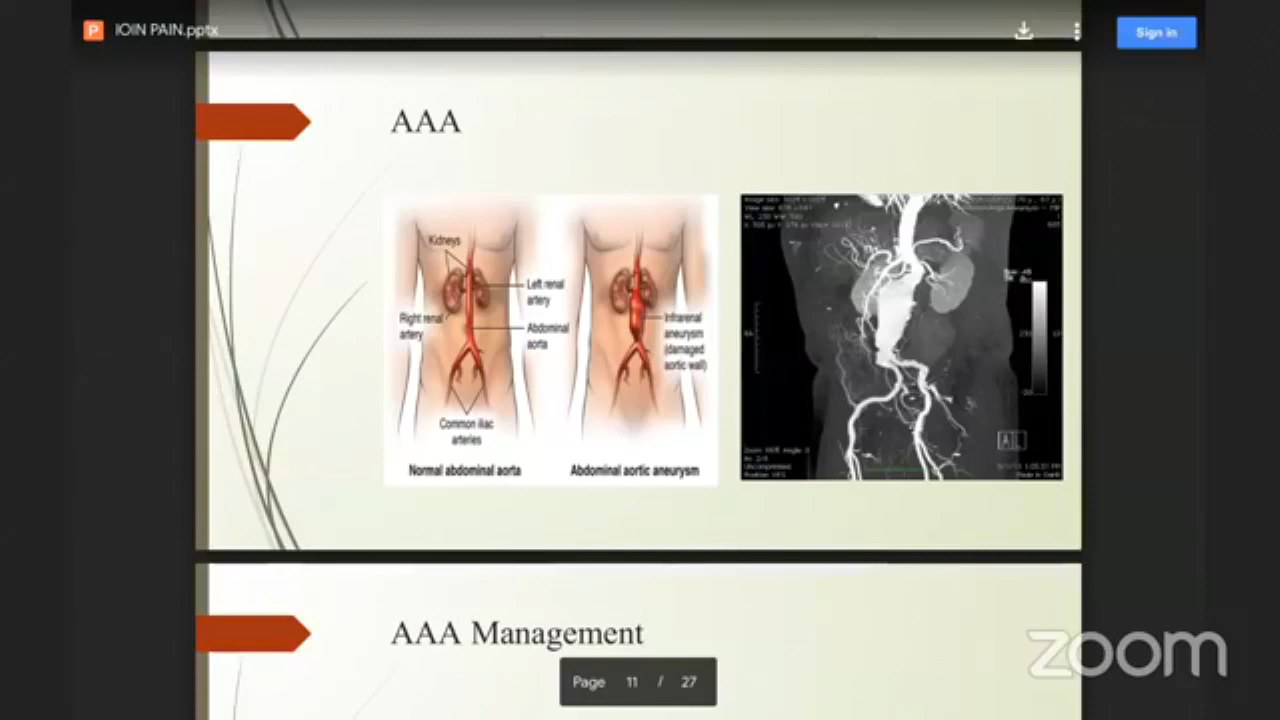 P
IOIN PAIN.pptx
Sign in
AAA
Kidneys
Left renal
artery
Right renal
artery
Abdominal
aorta
Common iliac
arteries
Normal abdominal aorta
Infrarenal
aneurysm
(damaged
aortic wall)
Abdominal aortic aneurysm
AAA Management
Page 11 / 27
zoom